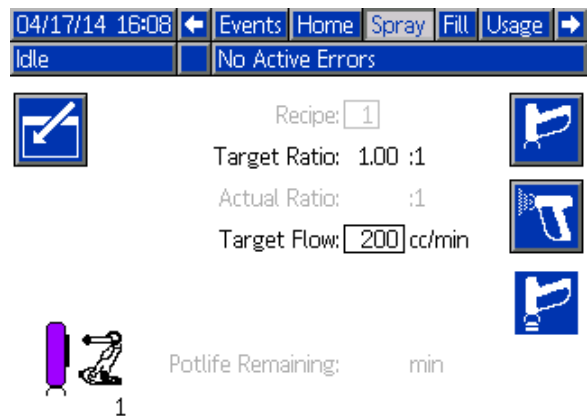 04/17/14 16:08 Events Home Spray Fill Usage
Idle No Active Errors
Recipe: 1
Target Ratio: 1.00 :1
Actual Ratio: :1
Target Flow: 200 cc/min
Potlife Remaining: min
1